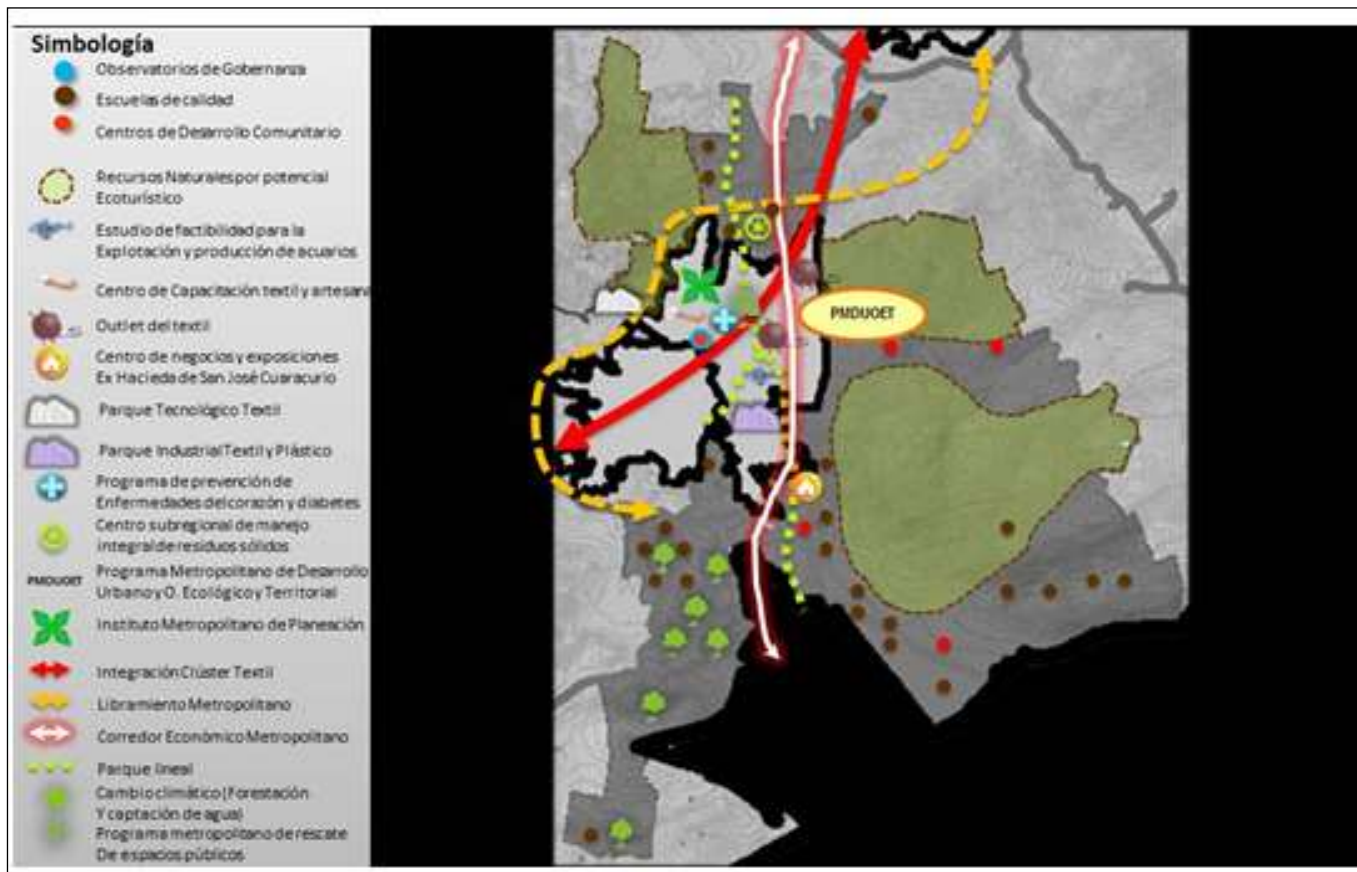 Simbología
Observatorios de Gobernanza
Escuelas de calidad
Centros de Desarrollo Comunitario
Recursos Naturales por potencial
Ecoturístico
Estudio de factibilidad para la
Explotación y producción de acuarios
Centro de Capacitación textil y artesana
Outlet del textil
Centro de negocios y exposiciones
Ex Hacieda de San José Cuaracurio
Parque Tecnológico Textil
Parque Industrial Textil y Plástico
Programa de prevención de
Enfermedades del corazón y diabetes
Centro subregional de manejo
integral de residuos sólidos
PMDUOET
Programa Metropolitano de Desarrollo
Urbano y O. Ecológico y Territorial
Instituto Metropolitano de Planeación
Integración Clúster Textil
Libramiento Metropolitano
Corredor Económico Metropolitano
Parque lineal
Cambio climático (Forestación
Y captación de agua)
Programa metropolitano de rescate
De espacios públicos
PMDUOET